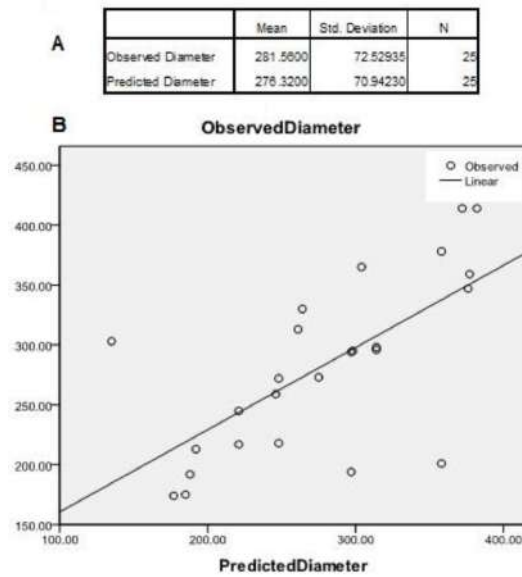 A
Mean Std. Deviation N
Observed Diameter 281.5600 72.52935 25
Predicted Diameter 276.3200 70.94230 25
B
ObservedDiameter
450.00
400.00
350.00
300.00
250.00
200.00
150.00
Observed
Linear
100.00 200.00 300.00 400.00
PredictedDiameter